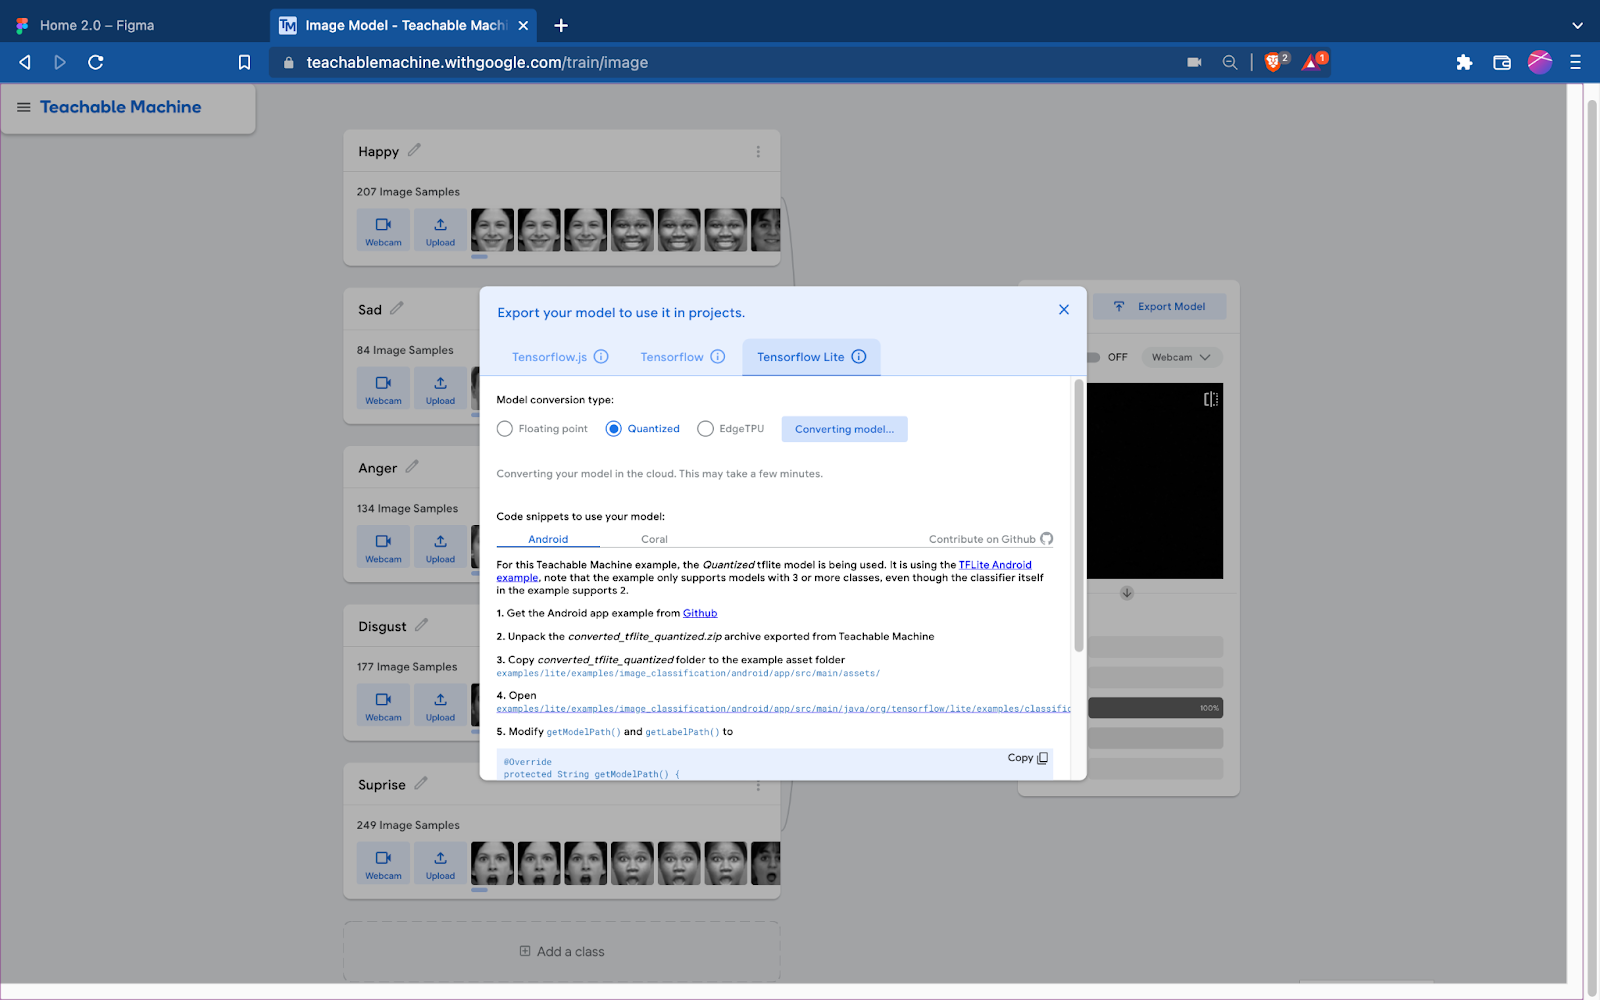 Home 2.0 – Figma
TM Image Model - Teachable Machi
teachablemachine.withgoogle.com/train/image
2
1
Teachable Machine
Happy
207 Image Samples
Webcam
Upload
Sad
84 Image Samples
Webcam
Upload
Anger
134 Image Samples
Webcam
Upload
Disgust
177 Image Samples
Webcam
Upload
Suprise
249 Image Samples
Webcam
Upload
Add a class
Export your model to use it in projects.
Tensorflow.js
Tensorflow
Tensorflow Lite
Model conversion type:
Floating point
Quantized
EdgeTPU
Converting model...
Converting your model in the cloud. This may take a few minutes.
Code snippets to use your model:
Android
Coral
Contribute on Github
For this Teachable Machine example, the Quantized tflite model is being used. It is using the TFLite Android
example, note that the example only supports models with 3 or more classes, even though the classifier itself
in the example supports 2.
1. Get the Android app example from Github
2. Unpack the converted_tflite_quantized.zip archive exported from Teachable Machine
3. Copy converted_tflite_quantized folder to the example asset folder
examples/lite/examples/image_classification/android/app/src/main/assets/
4. Open
examples/lite/examples/image_classification/android/app/src/main/java/org/tensorflow/lite/examples/classific
5. Modify getModelPath() and getLabelPath() to
Copy
@Override
protected String getModelPath() {
Export Model
OFF
Webcam
100%